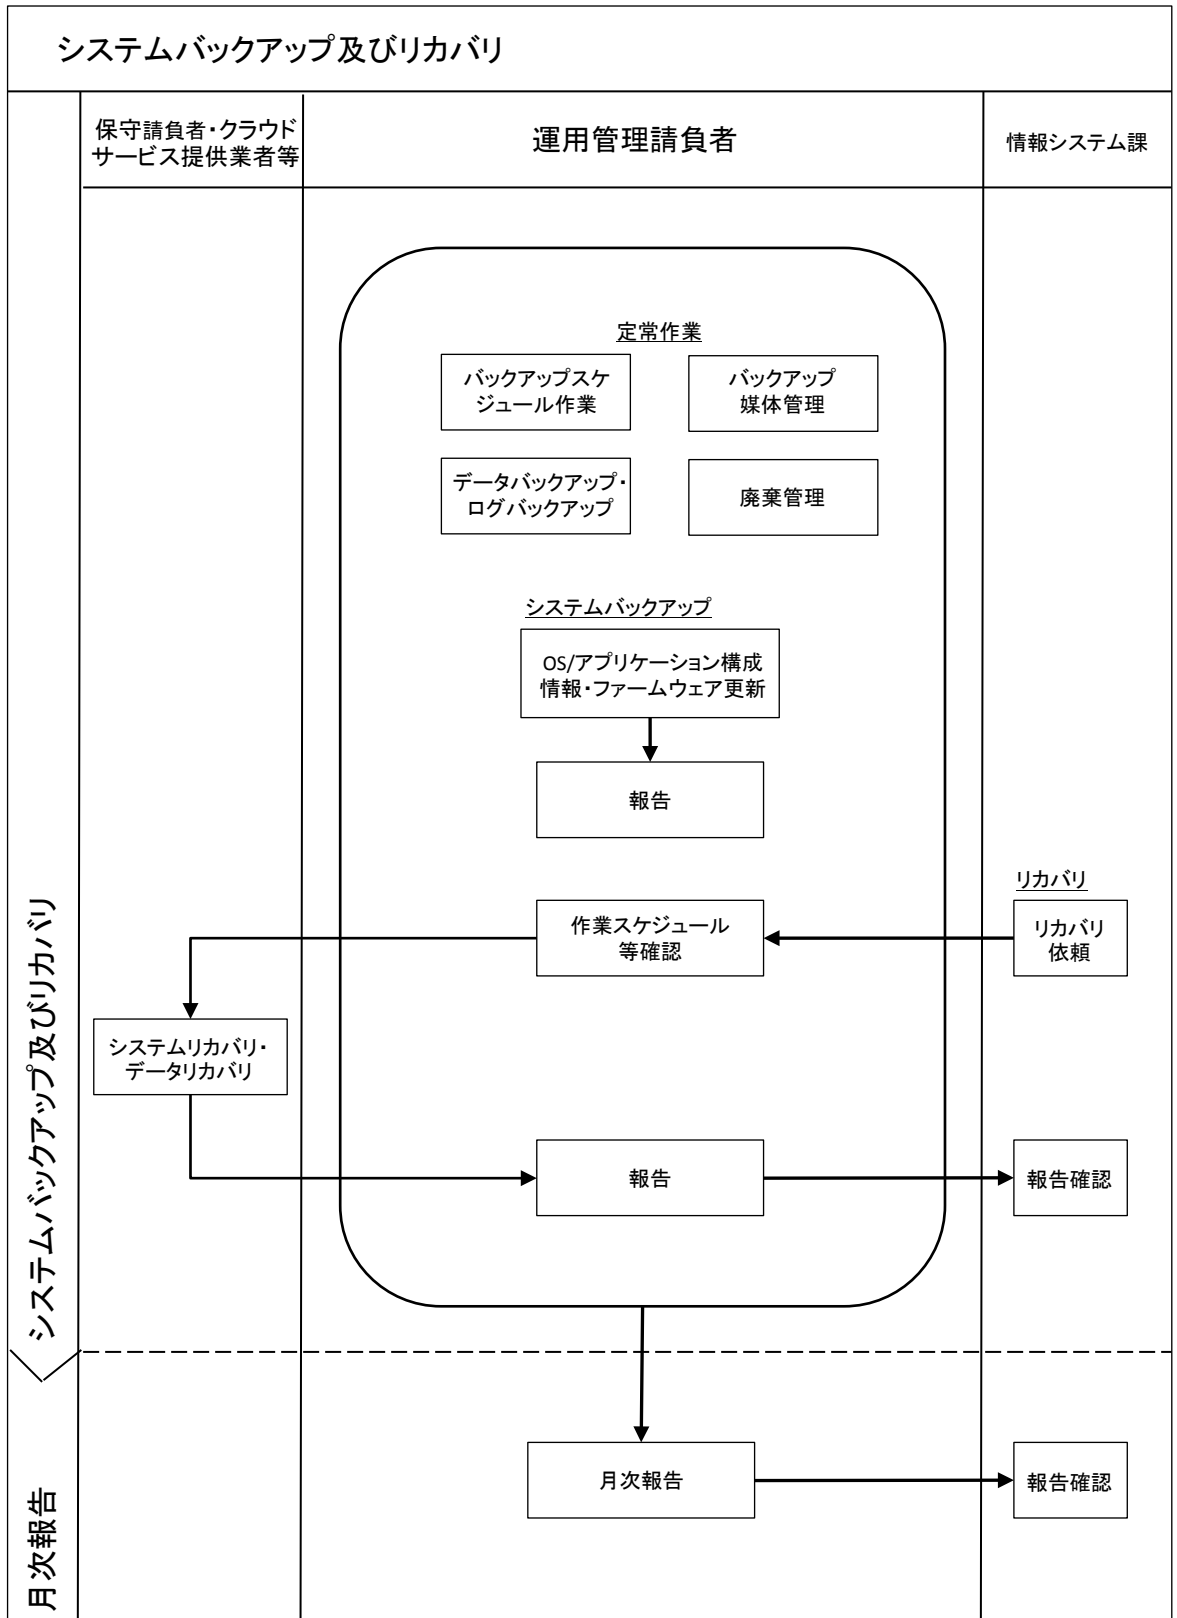 システムバックアップ及びリカバリ
保守請負者・クラウド
サービス提供業者等
運用管理請負者
情報システム課
定常作業
バックアップスケ
ジュール作業
バックアップ
媒体管理
データバックアップ・
ログバックアップ
廃棄管理
システムバックアップ
OS/アプリケーション構成
情報・ファームウェア更新
報告
リカバリ
リカバリ
依頼
作業スケジュール
等確認
システムリカバリ・
データリカバリ
報告
報告確認
システムバックアップ及びリカバリ
月次報告
報告確認
月次報告